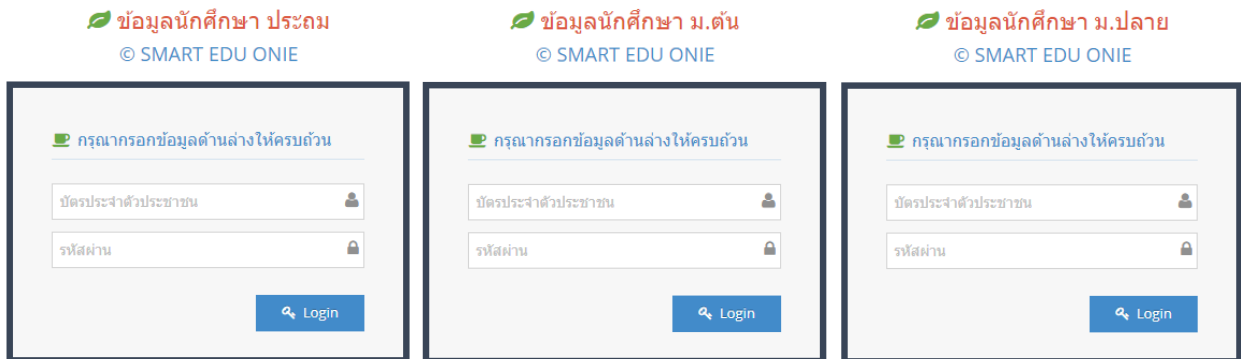 ข้อมูลนักศึกษา ประถม
© SMART EDU ONIE
กรุณากรอกข้อมูลด้านล่างให้ครบถ้วน
บัตรประจำตัวประชาชน
รหัสผ่าน
Login
ข้อมูลนักศึกษา ม.ต้น
© SMART EDU ONIE
กรุณากรอกข้อมูลด้านล่างให้ครบถ้วน
บัตรประจำตัวประชาชน
รหัสผ่าน
Login
ข้อมูลนักศึกษา ม.ปลาย
© SMART EDU ONIE
กรุณากรอกข้อมูลด้านล่างให้ครบถ้วน
บัตรประจำตัวประชาชน
รหัสผ่าน
Login